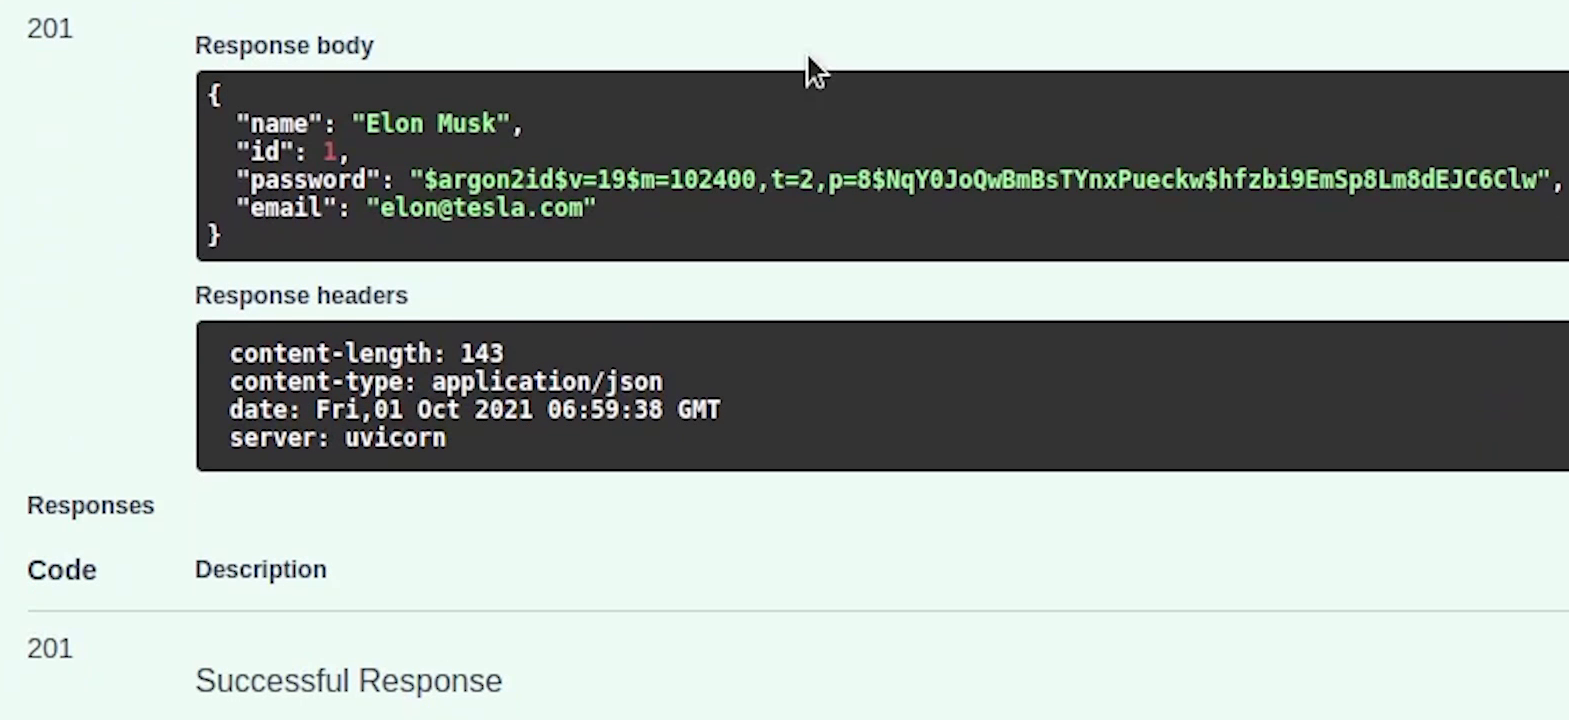 201
Response body
{
"name": "Elon Musk",
"id": 1,
"password": "$argon2id$v=19$m=102400,t=2,p=8$NqY0JoQwBmBsTYnxPueckw$hfzbi9EmSp8Lm8dEJC6Clw",
"email": "elon@tesla.com"
}
Response headers
content-length: 143
content-type: application/json
date: Fri,01 Oct 2021 06:59:38 GMT
server: uvicorn
Responses
Code Description
201
Successful Response